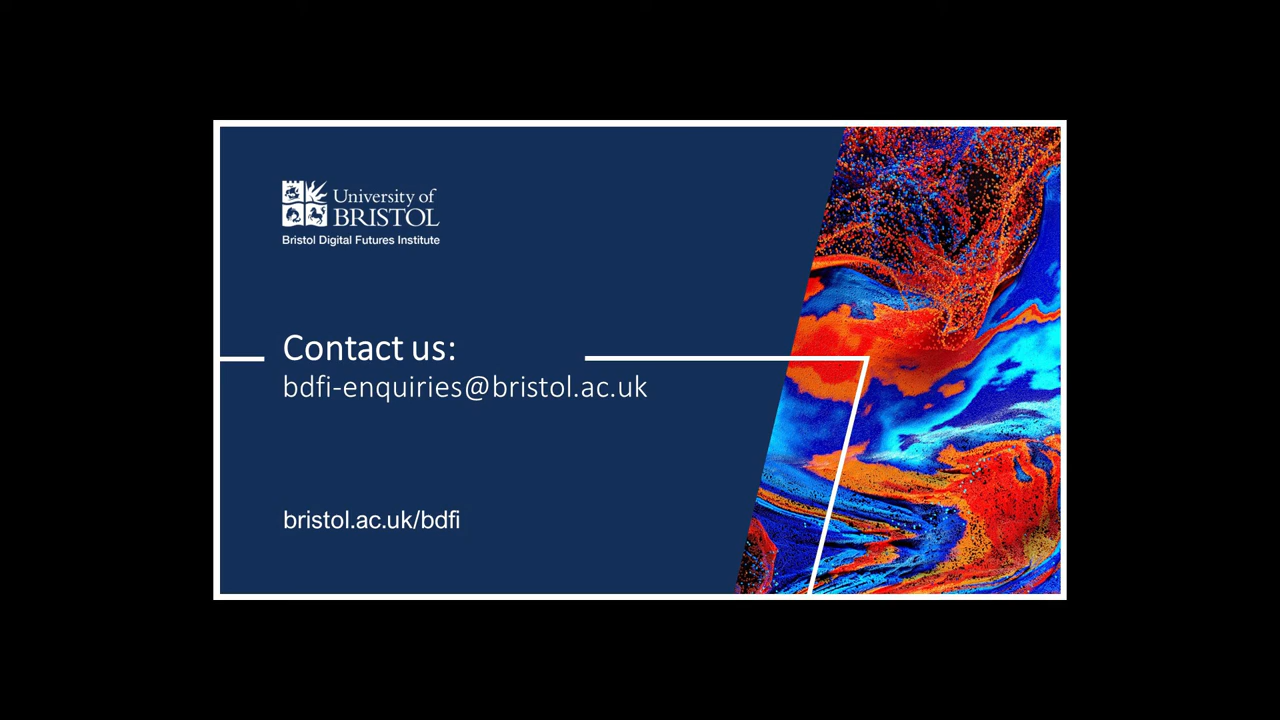 University of
BRISTOL
Bristol Digital Futures Institute
Contact us:
bdfi-enquiries@bristol.ac.uk
bristol.ac.uk/bdfi